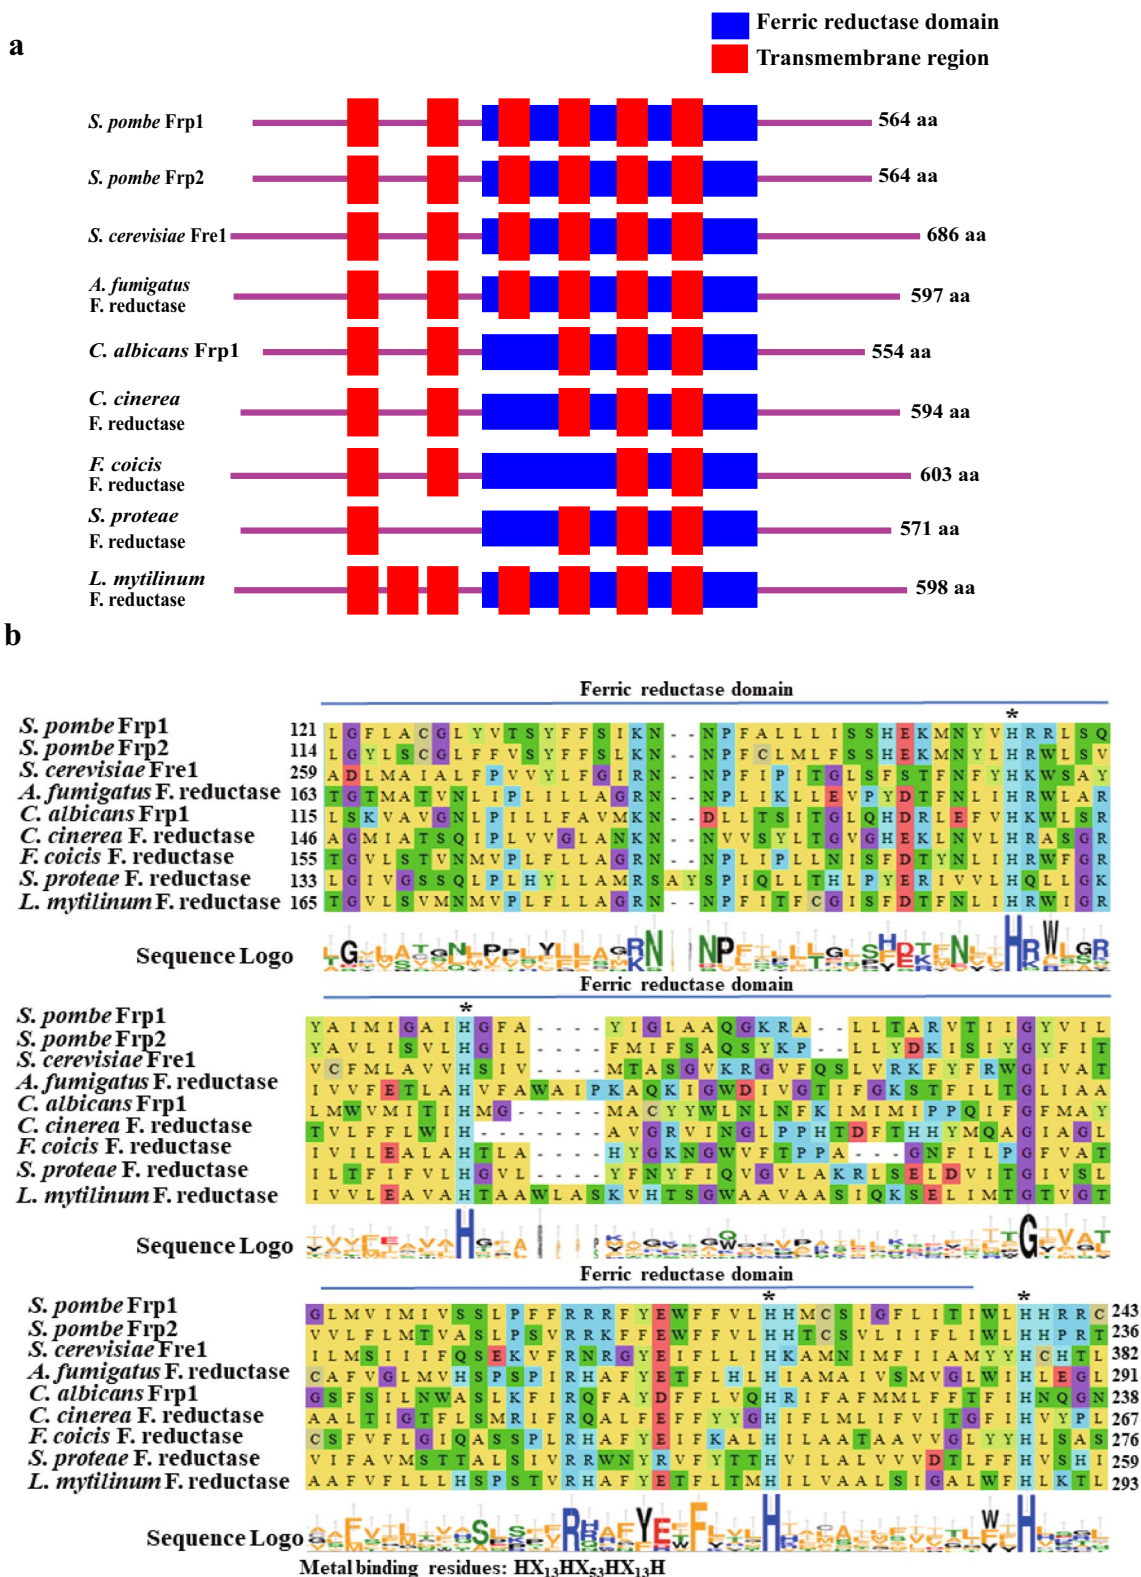 a
Ferric reductase domain
Transmembrane region
S. pombe Frp1
564 aa
S. pombe Frp2
564 aa
S. cerevisiae Fre1
686 aa
A. fumigatus
F. reductase
597 aa
C. albicans Frp1
554 aa
C. cinerea
F. reductase
594 aa
F. coicis
F. reductase
603 aa
S. proteae
F. reductase
571 aa
L. mytilinum
F. reductase
598 aa
b
Ferric reductase domain
*
S. pombe Frp1 121 L G F L A C G L Y V T S Y F F S I K N - - N P F A L L L I S S H E K M N Y V H R R L S Q
S. pombe Frp2 114 L G Y L S C G L F F V S Y F F S L K N - - N P F C L M L F S S H E K M N Y L H R W L S V
S. cerevisiae Fre1 259 A D L M A I A L F P V V Y L F G I R N - - N P F I P I T G L S F S T F N F Y H K W S A Y
A. fumigatus F. reductase 163 T G T M A T V N L I P L I L L A G R N - - N P L I K L L E V P Y D T F N L I H R W L A R
C. albicans Frp1 115 L S K V A V G N L P I L L F A V M K N - - D L L T S I T G L Q H D R L E F V H K W L S R
C. cinerea F. reductase 146 A G M I A T S Q I P L V V G L A N K N - - N V V S Y L T G V G H E K L N V L H R A S G R
F. coicis F. reductase 155 T G V L S T V N M V P L F L L A G R N - - N P L I P L L N I S F D T Y N L I H R W F G R
S. proteae F. reductase 133 L G I V G S S Q L P L H Y L L A M R S A Y S P I Q L L T H L P Y E R I V V L H Q L L G K
L. mytilinum F. reductase 165 T G V L S V M N M V P L F L L A G R N - - N P F I T F C G I S F D T F N L I H R W I G R
Sequence Logo
Ferric reductase domain
*
S. pombe Frp1 Y A I M I G A I H G F A - - - - Y I G L A A Q G K R A - - L L T A R V T I I G Y V I L
S. pombe Frp2 Y A V L I S V L H G I L - - - - F M I F S A Q S Y K P - - L L Y D K I S I Y G Y F I T
S. cerevisiae Fre1 V C F M L A V V H S I V - - - - M T A S G V K R G V F Q S L V R K F Y F R W G I V A T
A. fumigatus F. reductase I V V F E T L A H V F A W A I P K A Q K I G W D I V G T I F G K S T F I L T G L I A A
C. albicans Frp1 L M W V M I T I H M G - - - - - M A C Y Y W L N L N F K I M I M I P P Q I F G F M A Y
C. cinerea F. reductase T V L F F L W I H - - - - - - - A V G R V I N G L P P H T D F T H H Y M Q A G I A G L
F. coicis F. reductase I V I L E A L A H T L A - - - - H Y G K N G W V F T P P A - - - G N F I L P G F V A T
S. proteae F. reductase I L T F I F V L H G V L - - - - Y F N Y F I Q V G L A K R L S E L D V I T G I V S L
L. mytilinum F. reductase I V V L E A V A H T A A W L A S K V H T S G W A A V A A S I Q K S E L I M T G T V G T
Sequence Logo
Ferric reductase domain
* *
S. pombe Frp1 G L M V I M I V S S L P F F R R R F Y E W F F V L H H M C S I G F L I T I W L H H R R C 243
S. pombe Frp2 V V L F L M T V A S L P S V R R K F F E W F F V L H H T C S V L I I F L I W L H H P R T 236
S. cerevisiae Fre1 I L M S I I I F Q S E K V F R N R G Y E I F L L I H K A M N I M F I I A M Y Y H C H T L 382
A. fumigatus F. reductase C A F V G L M V H S P S P I R H A F Y E T F L H L H I A M A I V S M V G L W I H L E G L 291
C. albicans Frp1 G S F S I L N W A S L K F I R Q F A Y D F F L V Q H R I F A F M M L F F T F H N Q G N 238
C. cinerea F. reductase A A L T I G T F L S M R I F R Q A L F E F F Y Y G H I F L M L I F V I T G F I H V Y P L 267
F. coicis F. reductase C S F V F L G I Q A S S P L R H A F Y E I F K A L H I L A A T A A V V G L Y Y H L S A S 276
S. proteae F. reductase V I F A V M S T T A L S I V R R W N Y R V F Y T T H V I L A L V V V D T L F F H V S H I 259
L. mytilinum F. reductase A A F V F L L L H S P S T V R H A F Y E T F L T M H I L V A A L S I G A L W F H L K T L 293
Sequence Logo
Metal binding residues: HX13HX53HX13H